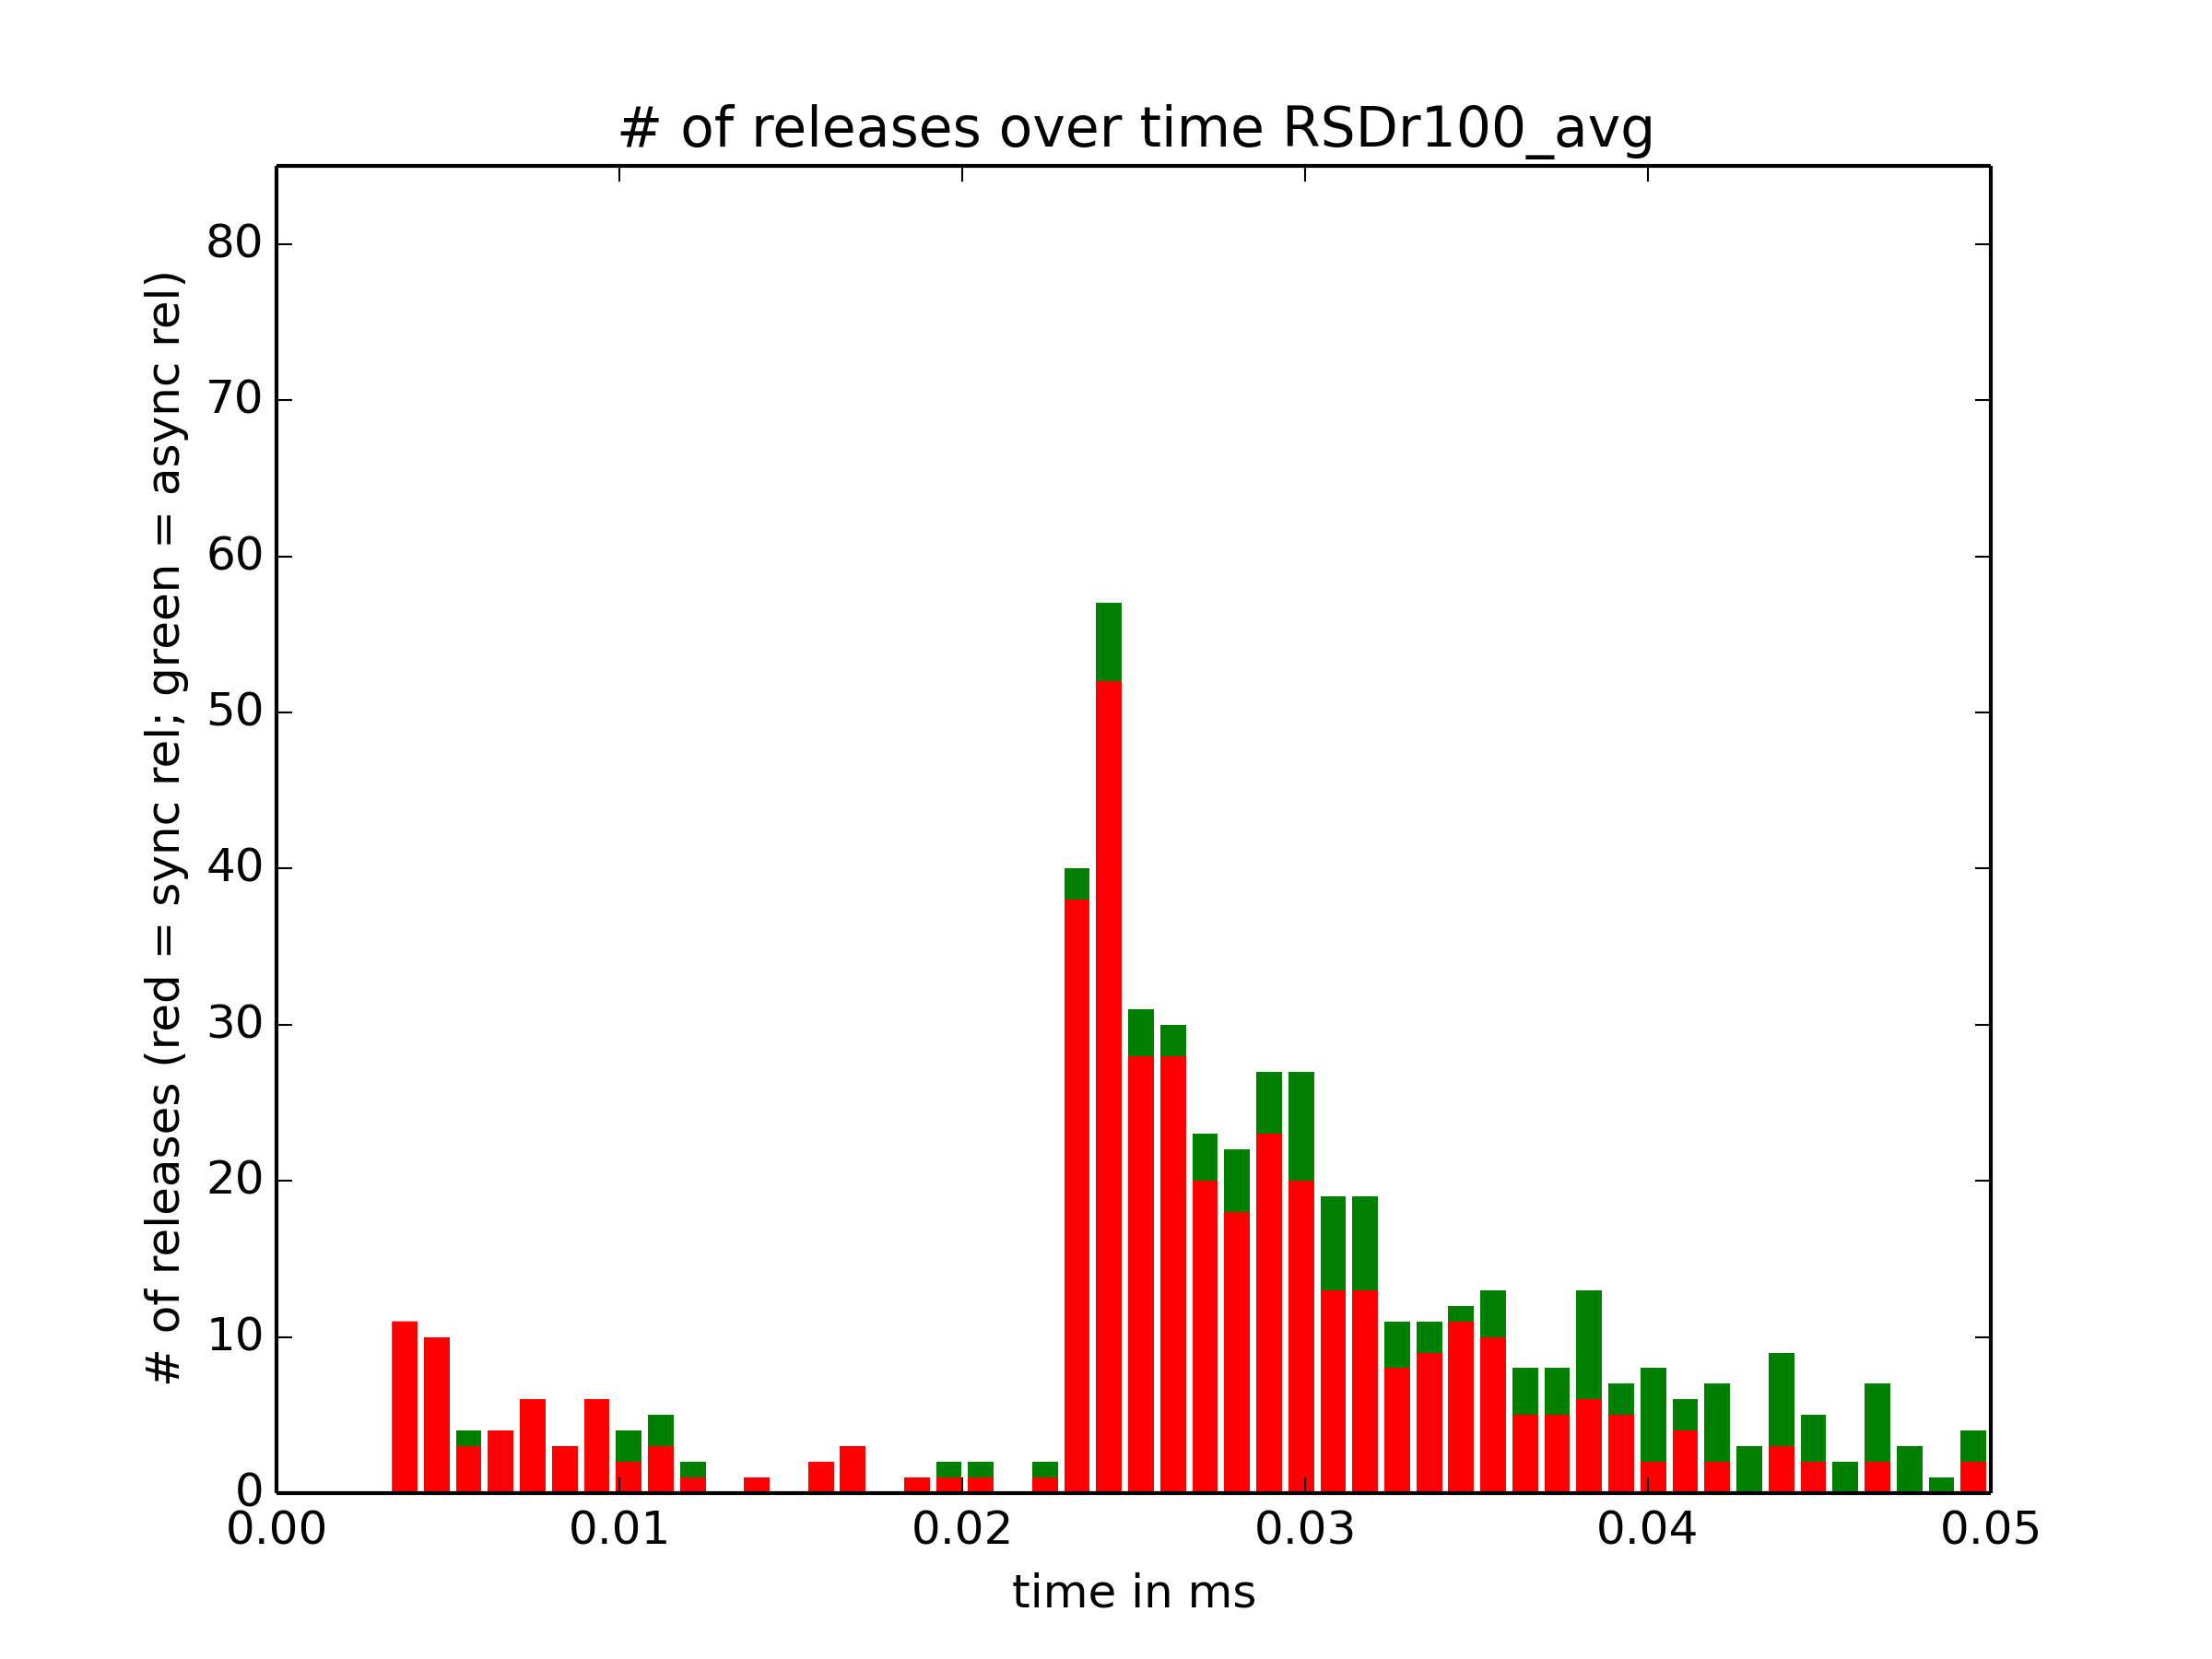 # of releases over time RSDr100_avg
# of releases (red = sync rel; green = async rel)
80
70
60
50
40
30
20
10
0
0.00 0.01 0.02 0.03 0.04 0.05
time in ms